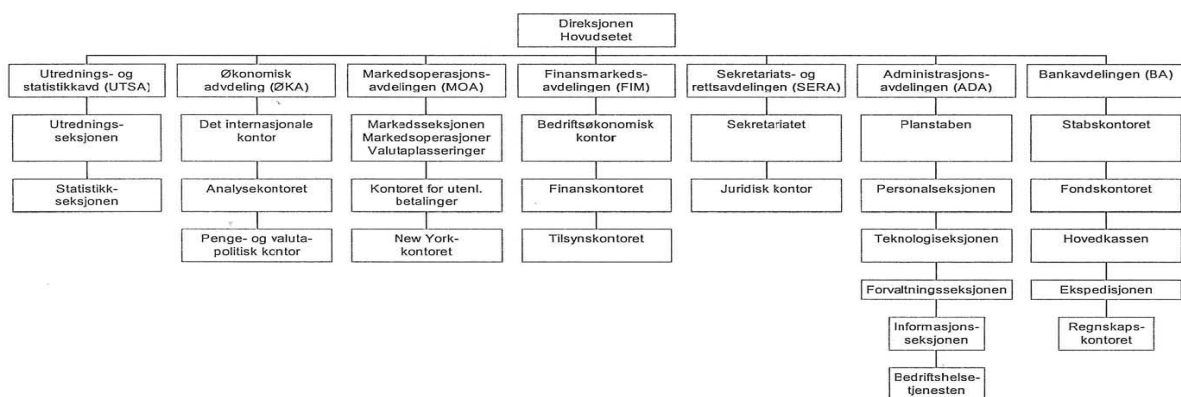 Direksjonen
Hovudsetet
Utrednings- og
statistikkavd (UTSA)
Økonomisk
advdeling (ØKA)
Markedsoperasjons-
avdelingen (MOA)
Finansmarkeds-
avdelingen (FIM)
Sekretariats- og
rettsavdelingen (SERA)
Administrasjons-
avdelingen (ADA)
Bankavdelingen (BA)
Utrednings-
seksjonen
Statistikk-
seksjonen
Det internasjonale
kontor
Analysekontoret
Penge- og valuta-
politisk kontor
Markedsseksjonen
Markedsoperasjoner
Valutaplasseringer
Kontoret for utenl.
betalinger
New York-
kontoret
Bedriftsøkonomisk
kontor
Finanskontoret
Tilsynskontoret
Sekretariatet
Juridisk kontor
Planstaben
Personalseksjonen
Teknologiseksjonen
Forvaltningsseksjonen
Informasjons-
seksjonen
Bedriftshelse-
tjenesten
Stabskontoret
Fondskontoret
Hovedkassen
Ekspedisjonen
Regnskaps-
kontoret